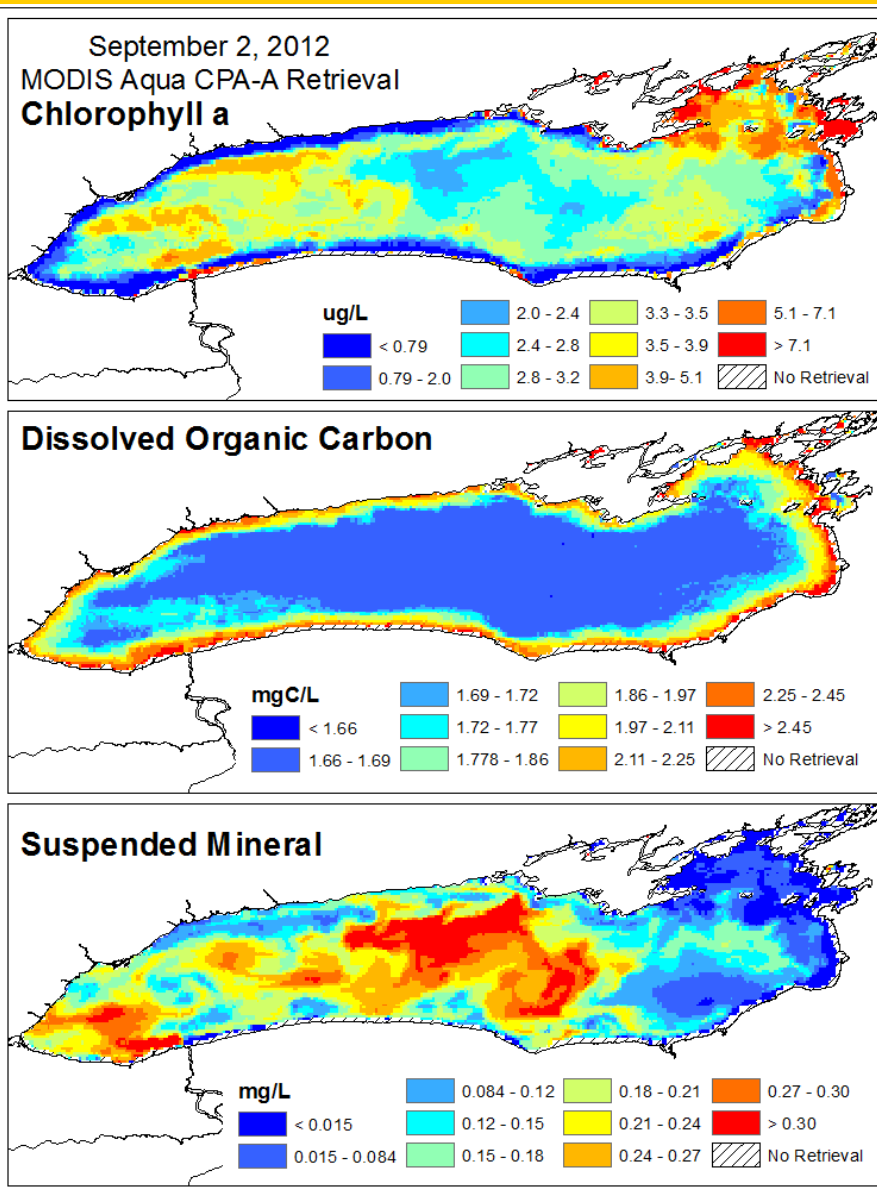 September 2, 2012
MODIS Aqua CPA-A Retrieval
Chlorophyll a
ug/L
< 0.79
0.79 - 2.0
2.0 - 2.4
2.4 - 2.8
2.8 - 3.2
3.3 - 3.5
3.5 - 3.9
3.9- 5.1
5.1 - 7.1
> 7.1
No Retrieval
Dissolved Organic Carbon
mgC/L
< 1.66
1.66 - 1.69
1.69 - 1.72
1.72 - 1.77
1.778 - 1.86
1.86 - 1.97
1.97 - 2.11
2.11 - 2.25
2.25 - 2.45
> 2.45
No Retrieval
Suspended Mineral
mg/L
< 0.015
0.015 - 0.084
0.084 - 0.12
0.12 - 0.15
0.15 - 0.18
0.18 - 0.21
0.21 - 0.24
0.24 - 0.27
0.27 - 0.30
> 0.30
No Retrieval